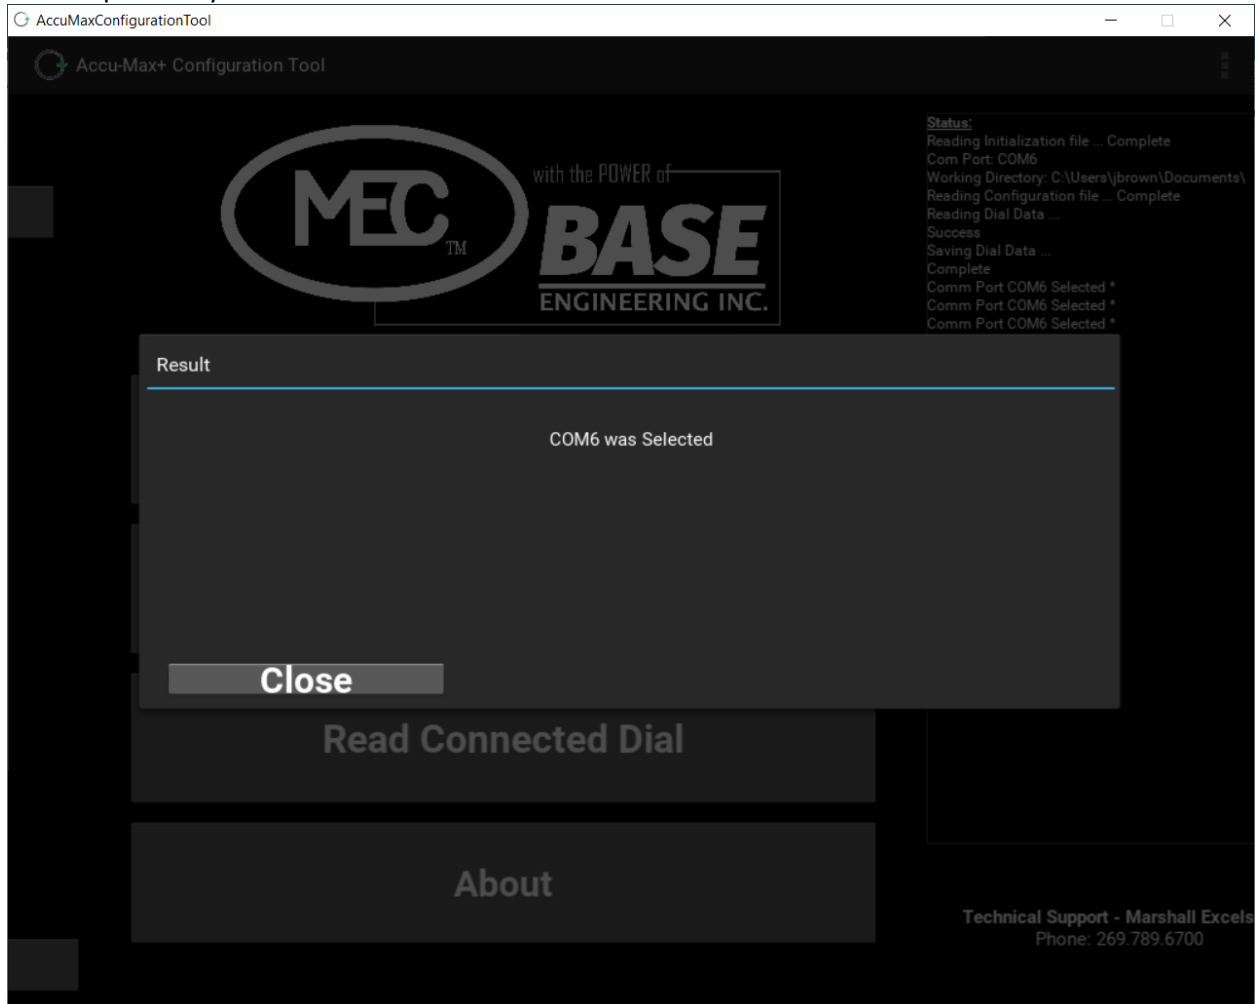 AccuMaxConfigurationTool
Accu-Max+ Configuration Tool
MEC
TM
with the POWER of
BASE
ENGINEERING INC.
Status:
Reading Initialization file ... Complete
Com Port: COM6
Working Directory: C:\Users\jbrown\Documents\
Reading Configuration file ... Complete
Reading Dial Data ...
Success
Saving Dial Data ...
Complete
Comm Port COM6 Selected *
Comm Port COM6 Selected *
Comm Port COM6 Selected *
Result
COM6 was Selected
Close
Read Connected Dial
About
Technical Support - Marshall Excels
Phone: 269.789.6700